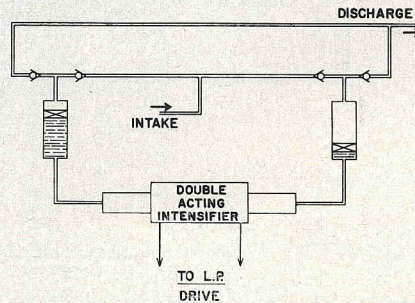 DISCHARGE
INTAKE
DOUBLE
ACTING
INTENSIFIER
TO L.P.
DRIVE